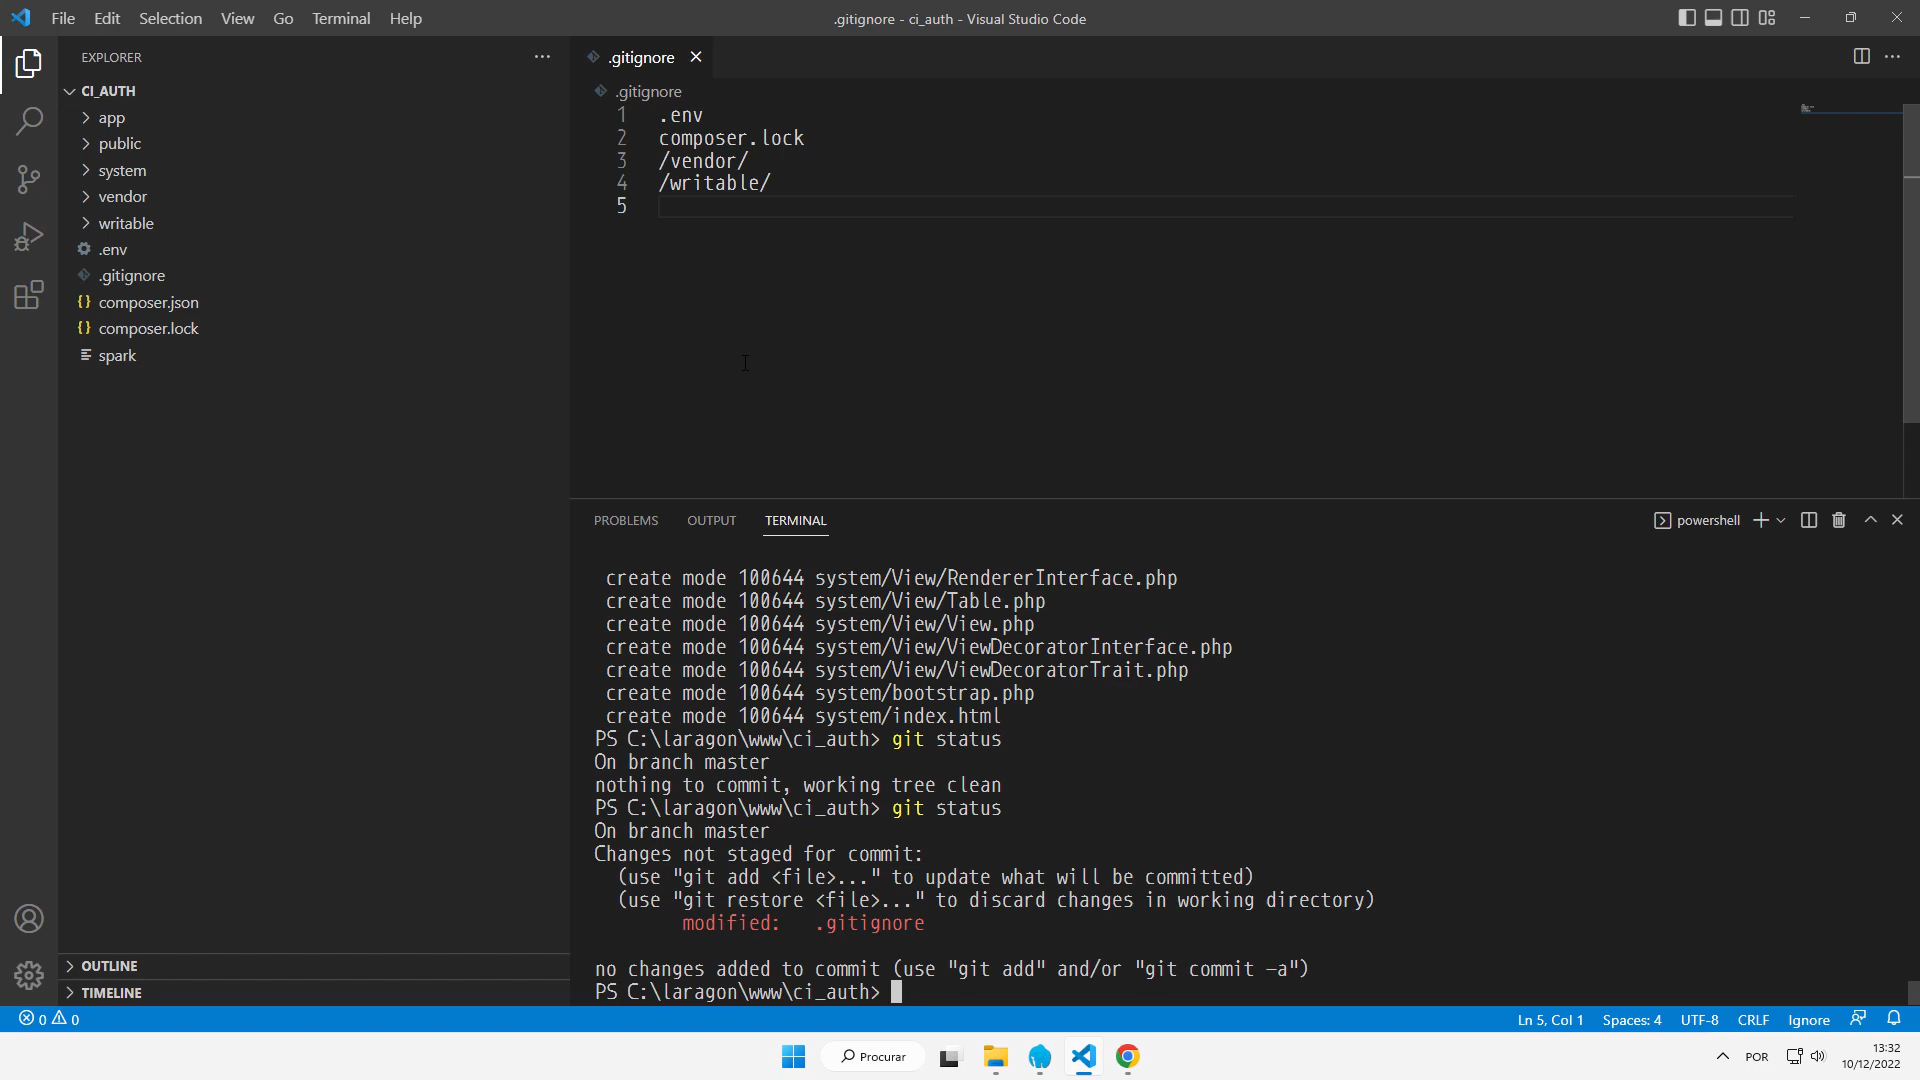 File Edit Selection View Go Terminal Help
.gitignore - ci_auth - Visual Studio Code
EXPLORER
CI_AUTH
app
public
system
vendor
writable
.env
.gitignore
composer.json
composer.lock
spark
OUTLINE
TIMELINE
.gitignore
.gitignore
1 .env
2 composer.lock
3 /vendor/
4 /writable/
5
PROBLEMS OUTPUT TERMINAL
powershell
create mode 100644 system/View/RendererInterface.php
create mode 100644 system/View/Table.php
create mode 100644 system/View/View.php
create mode 100644 system/View/ViewDecoratorInterface.php
create mode 100644 system/View/ViewDecoratorTrait.php
create mode 100644 system/bootstrap.php
create mode 100644 system/index.html
PS C:\laragon\www\ci_auth> git status
On branch master
nothing to commit, working tree clean
PS C:\laragon\www\ci_auth> git status
On branch master
Changes not staged for commit:
(use "git add <file>..." to update what will be committed)
(use "git restore <file>..." to discard changes in working directory)
modified: .gitignore
no changes added to commit (use "git add" and/or "git commit -a")
PS C:\laragon\www\ci_auth>
0 0
Ln 5, Col 1 Spaces: 4 UTF-8 CRLF Ignore
Procurar
POR
13:32
10/12/2022